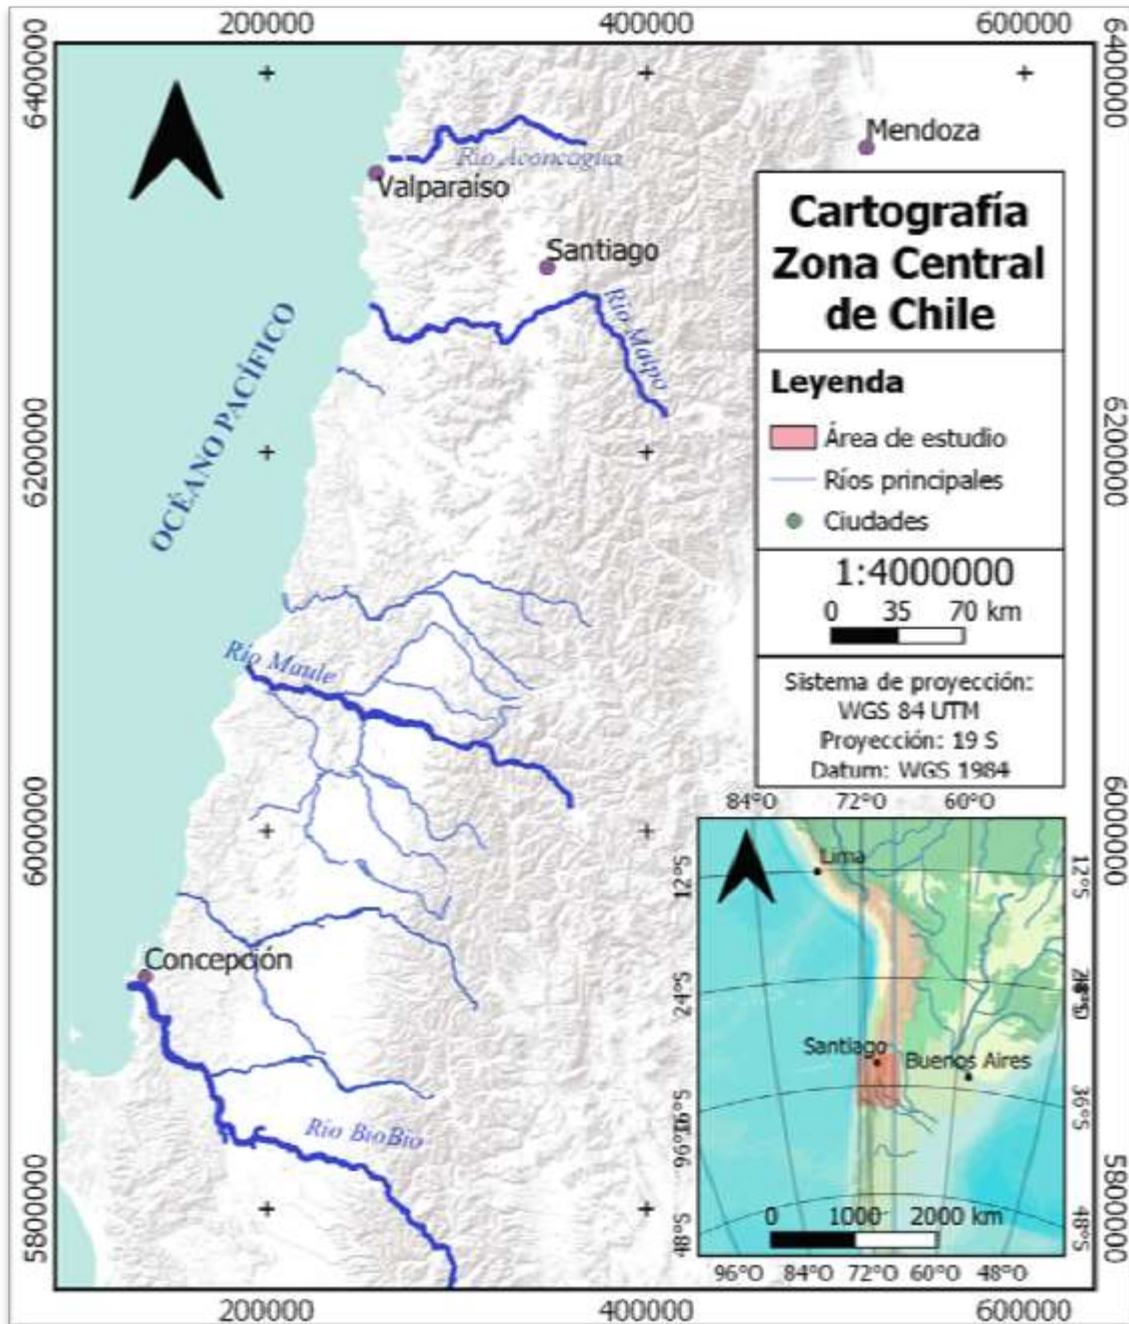 200000 400000 600000
6400000
6400000
Mendoza
Río Aconcagua
Valparaíso
Santiago
Río Maipo
OCÉANO PACÍFICO
6200000
6200000
Río Maule
6000000
6000000
Concepción
Río BioBio
5800000
5800000
200000 400000 600000
Cartografía
Zona Central
de Chile
Leyenda
Área de estudio
Ríos principales
Ciudades
1:4000000
0 35 70 km
Sistema de proyección:
WGS 84 UTM
Proyección: 19 S
Datum: WGS 1984
84°O 72°O 60°O
Lima
12°S
12°S
24°S
Santiago
Buenos Aires
36°S
48°S
48°S
0 1000 2000 km
96°O 84°O 72°O 60°O 48°O